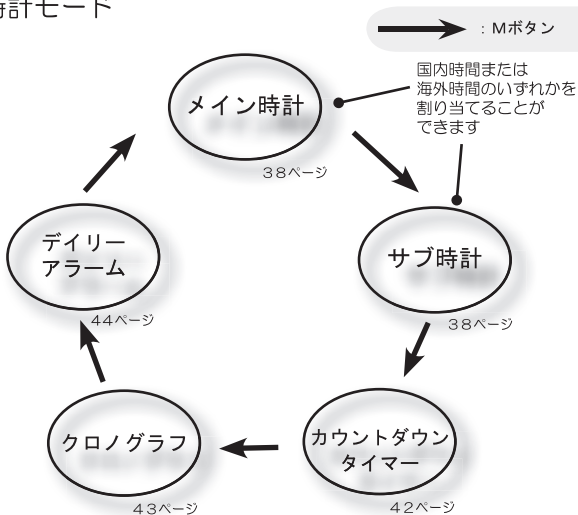 時計モード
：Mボタン
国内時間または
海外時間のいずれかを
割り当てることが
できます
メイン時計
38ページ
サブ時計
38ページ
カウントダウン
タイマー
42ページ
クロノグラフ
43ページ
デイリー
アラーム
44ページ